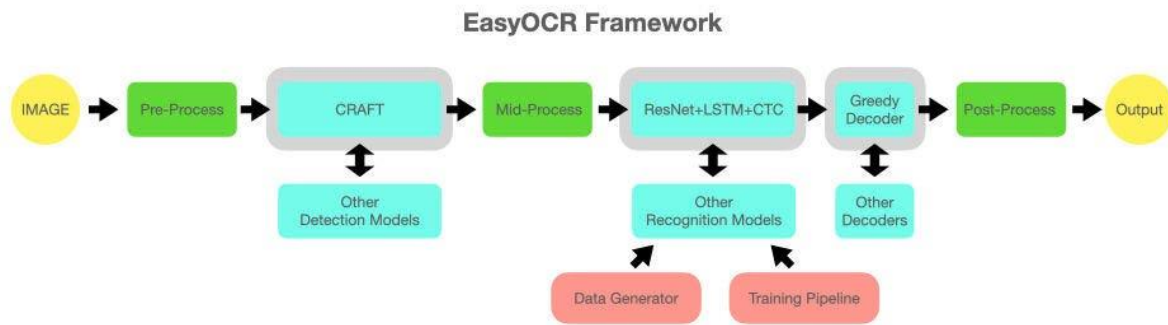 EasyOCR Framework
IMAGE
Pre-Process
CRAFT
Mid-Process
ResNet+LSTM+CTC
Greedy
Decoder
Post-Process
Output
Other
Detection Models
Other
Recognition Models
Other
Decoders
Data Generator
Training Pipeline